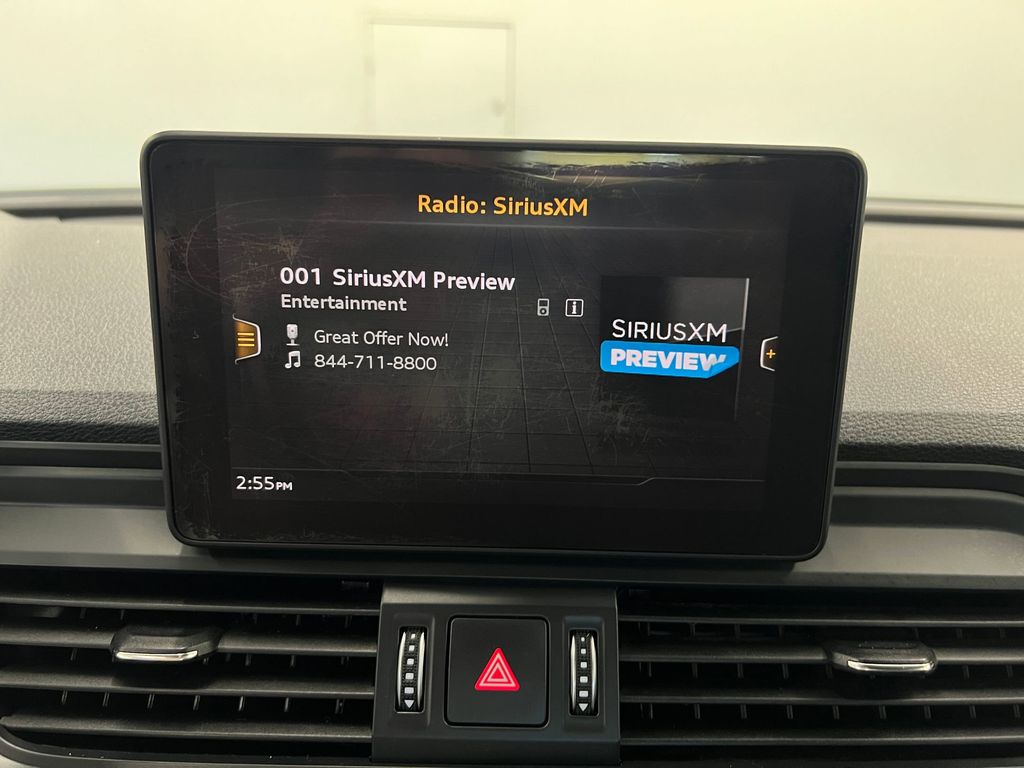 Radio: SiriusXM
001 SiriusXM Preview
Entertainment
Great Offer Now!
844-711-8800
SIRIUSXM
PREVIEW
2:55PM